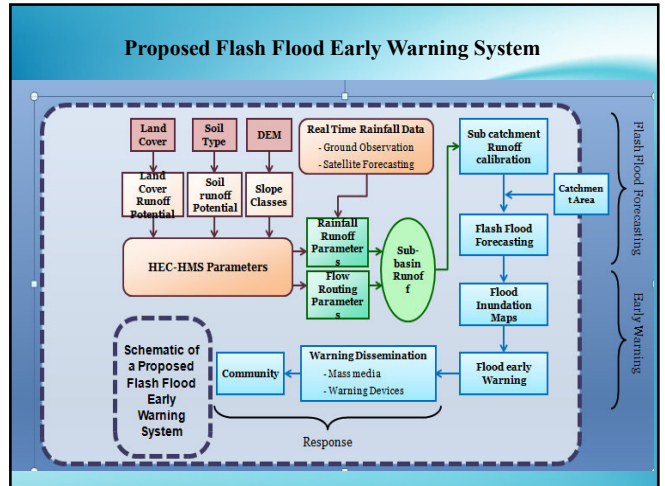 Proposed Flash Flood Early Warning System
Land
Cover
Soil
Type
DEM
Real Time Rainfall Data
- Ground Observation
- Satellite Forecasting
Sub catchment
Runoff
calibration
Land
Cover
Runoff
Potential
Soil
runoff
Potential
Slope
Classes
Catchmen
t Area
Rainfall
Runoff
Parameter
s
Flash Flood
Forecasting
HEC-HMS Parameters
Sub-
basin
Runof
f
Flow
Routing
Parameter
s
Flood
Inundation
Maps
Flash Flood Forecasting
Early Warning
Schematic of
a Proposed
Flash Flood
Early
Warning
System
Community
Warning Dissemination
- Mass media
- Warning Devices
Flood early
Warning
Response